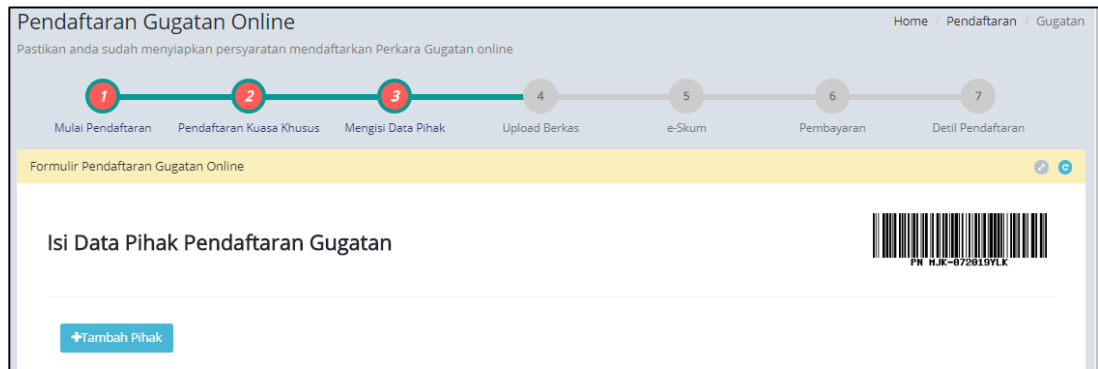 Pendaftaran Gugatan Online
Home / Pendaftaran / Gugatan
Pastikan anda sudah menyiapkan persyaratan mendaftarkan Perkara Gugatan online
1 2 3 4 5 6 7
Mulai Pendaftaran Pendaftaran Kuasa Khusus Mengisi Data Pihak Upload Berkas e-Skum Pembayaran Detil Pendaftaran
Formulir Pendaftaran Gugatan Online
Isi Data Pihak Pendaftaran Gugatan
PN MJK-072019YLK
+Tambah Pihak